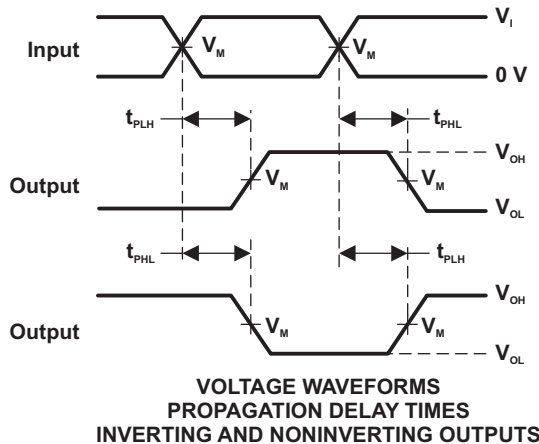 V_I
Input V_M V_M
0 V
t_PLH t_PHL
V_OH
Output V_M V_M
V_OL
t_PHL t_PLH
V_OH
Output V_M V_M
V_OL
VOLTAGE WAVEFORMS
PROPAGATION DELAY TIMES
INVERTING AND NONINVERTING OUTPUTS